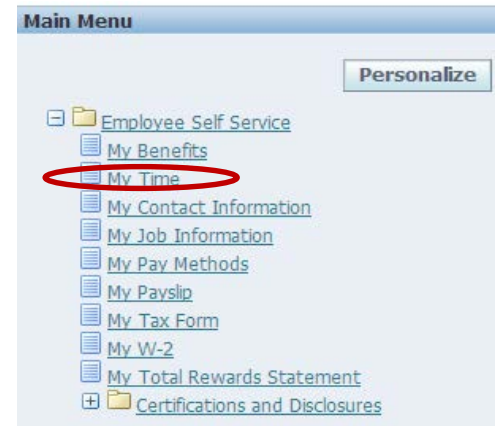 Main Menu
Personalize
Employee Self Service
My Benefits
My Time
My Contact Information
My Job Information
My Pay Methods
My Payslip
My Tax Form
My W-2
My Total Rewards Statement
Certifications and Disclosures